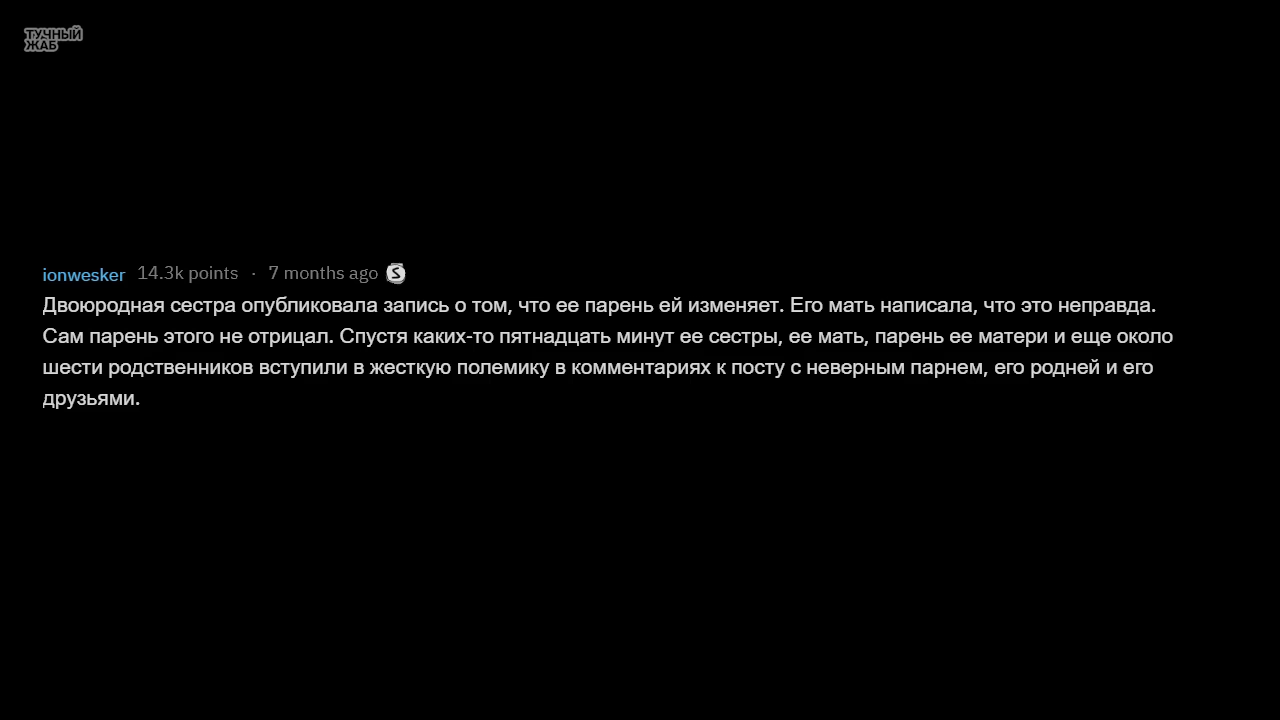 ТУЧНЫЙ
ЖАБ
ionwesker 14.3k points · 7 months ago S
Двоюродная сестра опубликовала запись о том, что ее парень ей изменяет. Его мать написала, что это неправда.
Сам парень этого не отрицал. Спустя каких-то пятнадцать минут ее сестры, ее мать, парень ее матери и еще около
шести родственников вступили в жесткую полемику в комментариях к посту с неверным парнем, его родней и его
друзьями.